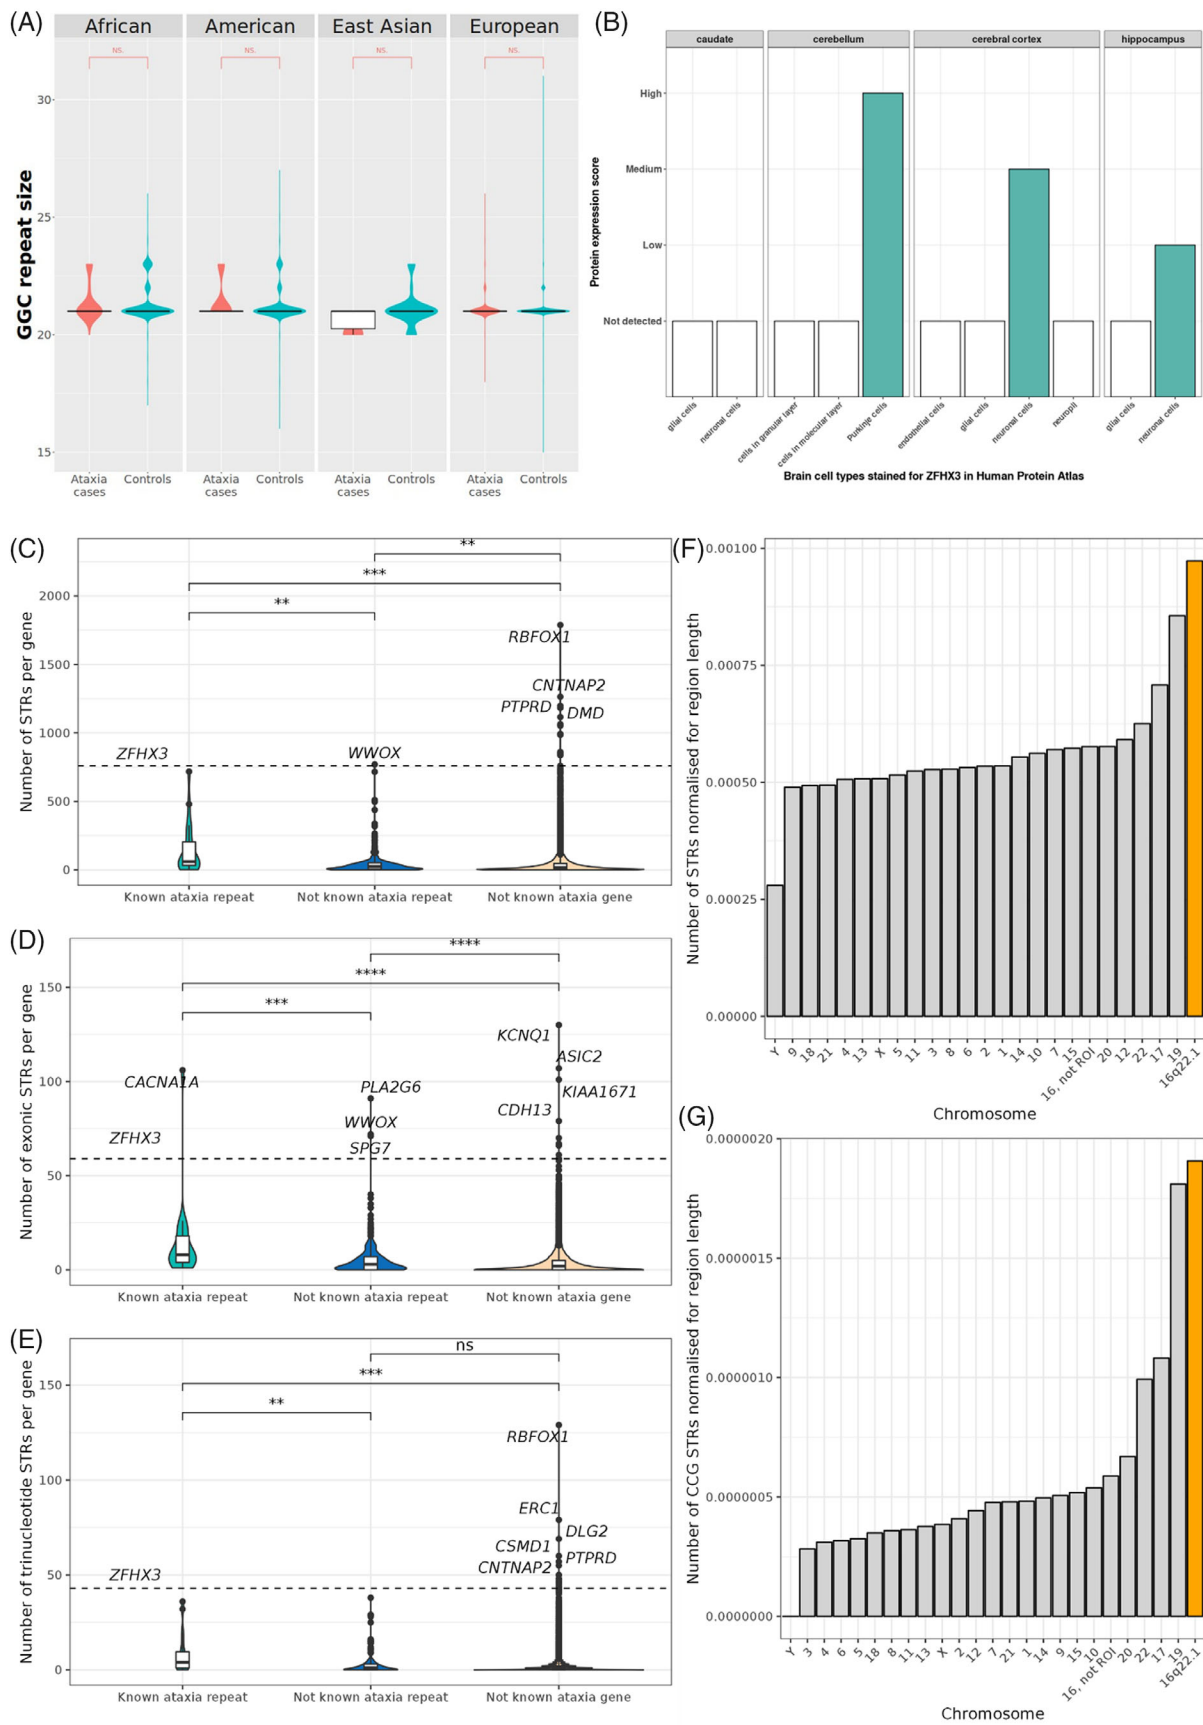 (A)
African American East Asian European
NS. NS. NS. NS.
GGC repeat size
30
25
20
15
Ataxia cases Controls Ataxia cases Controls Ataxia cases Controls Ataxia cases Controls
(B)
caudate cerebellum cerebral cortex hippocampus
Protein expression score
High
Medium
Low
Not detected
glial cells neuronal cells cells in granular layer cells in molecular layer Purkinje cells endothelial cells glial cells neuronal cells neuropil glial cells neuronal cells
Brain cell types stained for ZFHX3 in Human Protein Atlas
(C)
Number of STRs per gene
2000
1500
1000
500
0
**
***
**
RBFOX1
CNTNAP2
PTPRD DMD
ZFHX3 WWOX
Known ataxia repeat Not known ataxia repeat Not known ataxia gene
(D)
Number of exonic STRs per gene
150
100
50
0
****
****
***
KCNQ1
ASIC2
CACNA1A PLA2G6 KIAA1671
CDH13
WWOX
ZFHX3
SPG7
Known ataxia repeat Not known ataxia repeat Not known ataxia gene
(E)
Number of trinucleotide STRs per gene
150
100
50
0
ns
***
**
RBFOX1
ERC1
DLG2
CSMD1
PTPRD
CNTNAP2
ZFHX3
Known ataxia repeat Not known ataxia repeat Not known ataxia gene
(F)
Number of STRs normalised for region length
0.00100
0.00075
0.00050
0.00025
0.00000
Y 9 18 21 4 13 X 5 11 3 8 6 2 1 14 10 7 15 16, not ROI 20 12 22 17 19 16q22.1
Chromosome
(G)
Number of CCG STRs normalised for region length
0.0000020
0.0000015
0.0000010
0.0000005
0.0000000
Y 3 4 6 5 18 8 11 13 X 2 12 7 21 1 14 9 15 10 16, not ROI 20 22 17 19 16q22.1
Chromosome